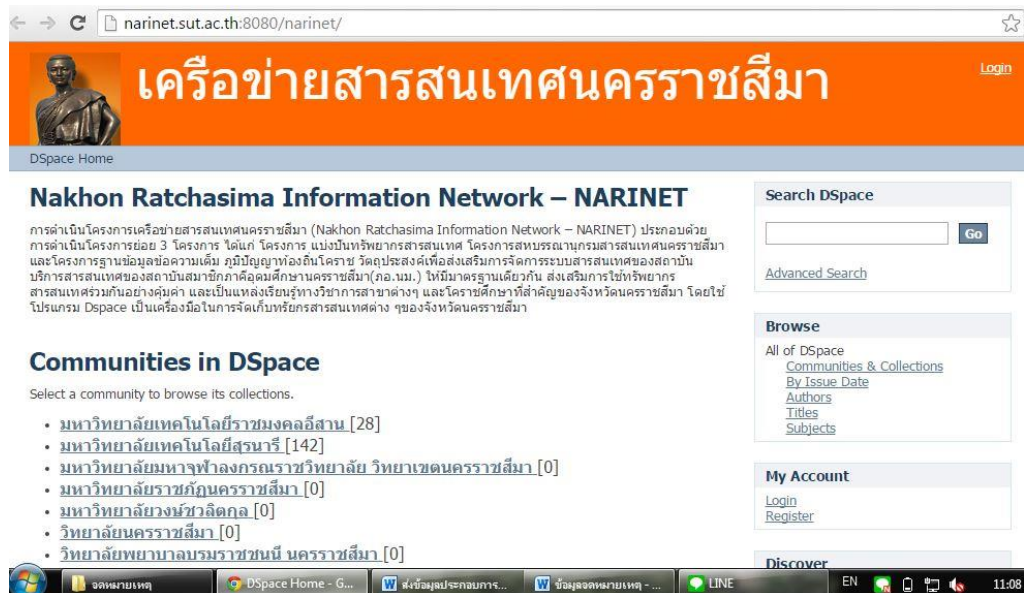 narinet.sut.ac.th:8080/narinet/
เครือข่ายสารสนเทศนครราชสีมา
Login
DSpace Home
Nakhon Ratchasima Information Network – NARINET
การดำเนินโครงการเครือข่ายสารสนเทศนครราชสีมา (Nakhon Ratchasima Information Network – NARINET) ประกอบด้วย
การดำเนินโครงการย่อย 3 โครงการ ได้แก่ โครงการ แบ่งปันทรัพยากรสารสนเทศ โครงการสหบรรณานุกรมสารสนเทศนครราชสีมา
และโครงการฐานข้อมูลข้อความเต็ม ภูมิปัญญาท้องถิ่นโคราช วัตถุประสงค์เพื่อส่งเสริมการจัดการระบบสารสนเทศของสถาบัน
บริการสารสนเทศของสถาบันสมาชิกภาคีอุดมศึกษานครราชสีมา(ภอ.นม.) ให้มีมาตรฐานเดียวกัน ส่งเสริมการใช้ทรัพยากร
สารสนเทศร่วมกันอย่างคุ้มค่า และเป็นแหล่งเรียนรู้ทางวิชาการสาขาต่างๆ และโคราชศึกษาที่สำคัญของจังหวัดนครราชสีมา โดยใช้
โปรแกรม Dspace เป็นเครื่องมือในการจัดเก็บทรัยกรสารสนเทศต่าง ๆของจังหวัดนครราชสีมา
Communities in DSpace
Select a community to browse its collections.
มหาวิทยาลัยเทคโนโลยีราชมงคลอีสาน [28]
มหาวิทยาลัยเทคโนโลยีสุรนารี [142]
มหาวิทยาลัยมหาจุฬาลงกรณราชวิทยาลัย วิทยาเขตนครราชสีมา [0]
มหาวิทยาลัยราชภัฏนครราชสีมา [0]
มหาวิทยาลัยวงษ์ชวลิตกุล [0]
วิทยาลัยนครราชสีมา [0]
วิทยาลัยพยาบาลบรมราชชนนี นครราชสีมา [0]
Search DSpace
Go
Advanced Search
Browse
All of DSpace
Communities & Collections
By Issue Date
Authors
Titles
Subjects
My Account
Login
Register
Discover
จดหมายเหตุ
DSpace Home - G...
ส่งข้อมูลประกอบการ...
ข้อมูลจดหมายเหตุ - ...
LINE
EN
11:08